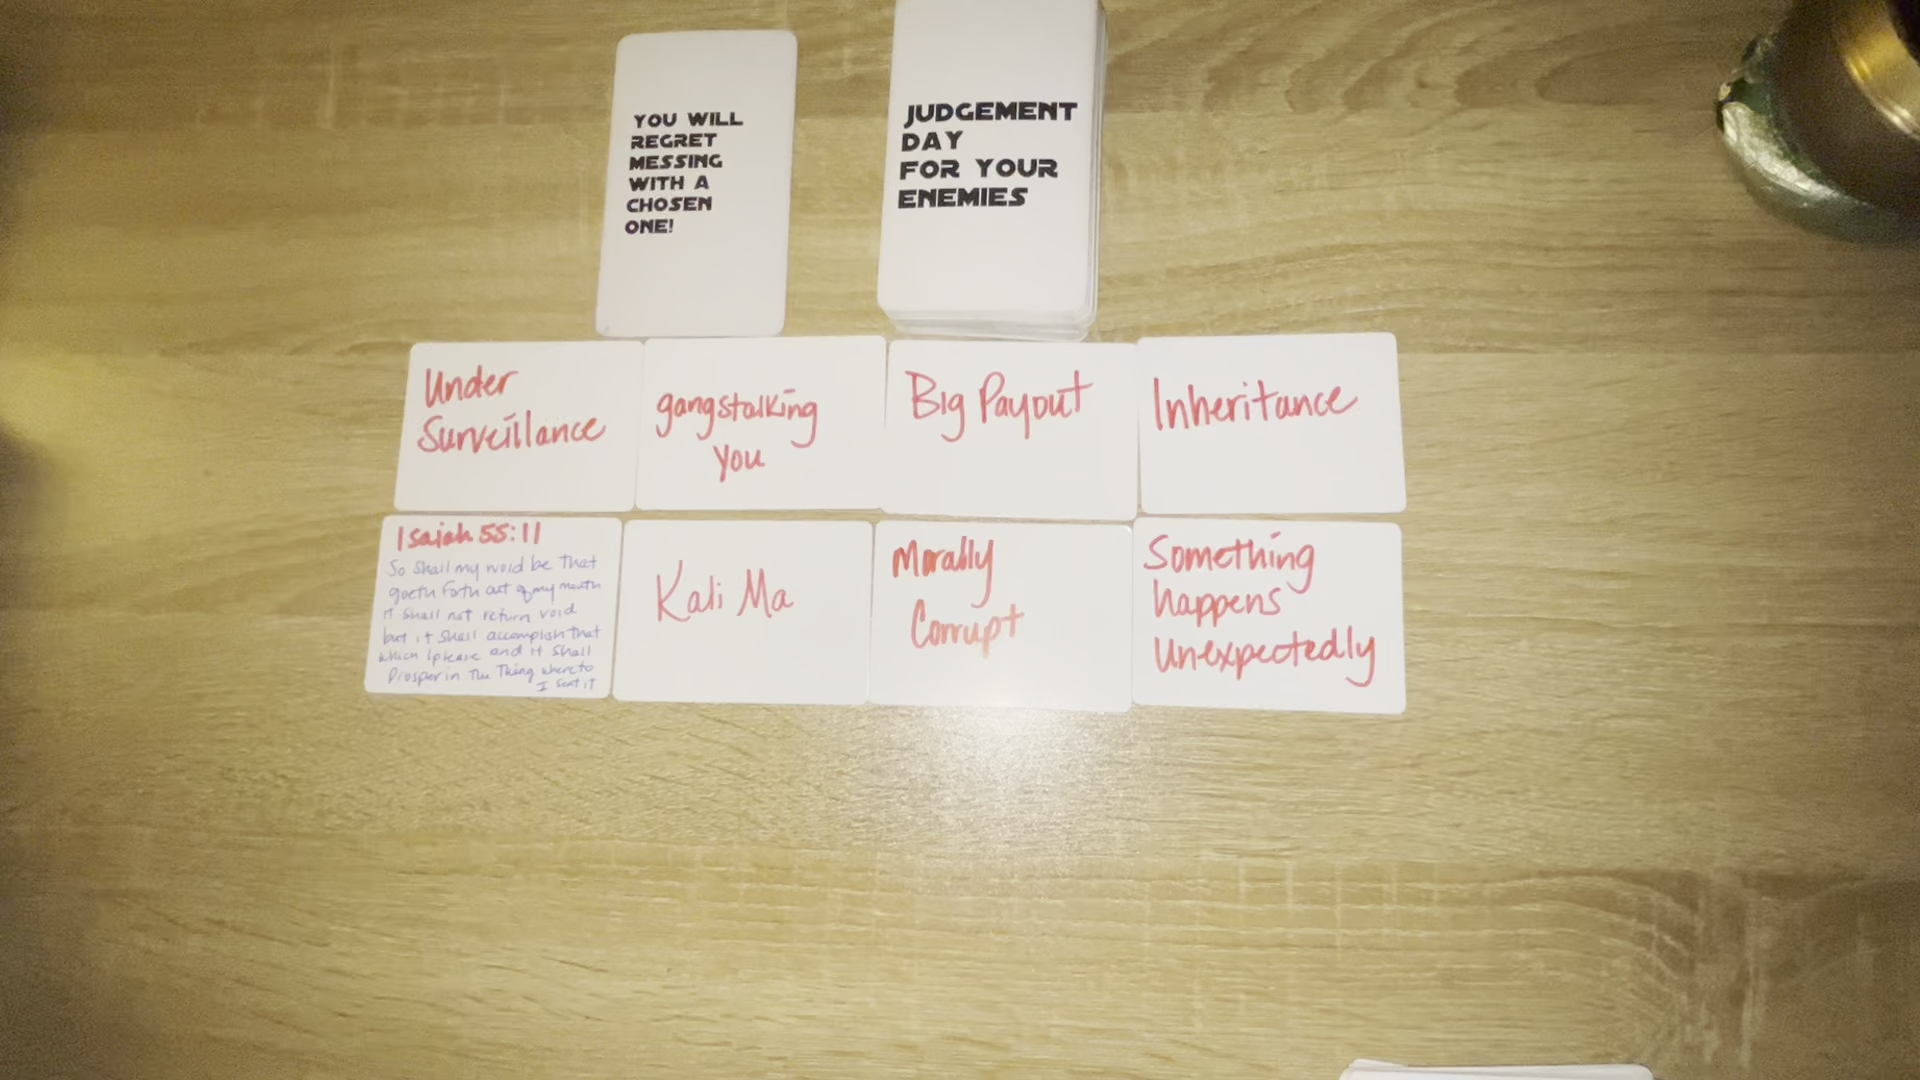 YOU WILL
REGRET
MESSING
WITH A
CHOSEN
ONE!
JUDGEMENT
DAY
FOR YOUR
ENEMIES
Under
Surveillance
gangstalking
You
Big Payout
Inheritance
Isaiah 55:11
So Shall my word be That
goeth forth out of my mouth
it shall not return void
but it Shall accomplish that
which I please and it shall
Prosper in The Thing whereto
I sent it
Kali Ma
Morally
Corrupt
Something
happens
Unexpectedly